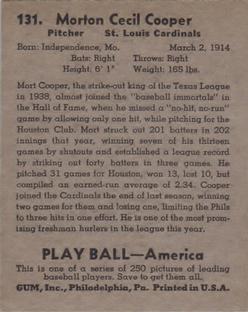 131. Morton Cecil Cooper
Pitcher St. Louis Cardinals
Born: Independence, Mo. March 2, 1914
Bats: Right Throws: Right
Height: 6' 1" Weight: 165 lbs.
Mort Cooper, the strike-out king of the Texas League
in 1938, almost joined the "baseball immortals" in
the Hall of Fame, when he missed a "no-hit, no-run"
game by allowing only one hit, while pitching for the
Houston Club. Mort struck out 201 batters in 202
innings that year, winning seven of his thirteen
games by shutouts and established a league record
by striking out forty batters in three games. He
pitched 31 games for Houston, won 13, lost 10, but
compiled an earned-run average of 2.34. Cooper
joined the Cardinals the end of last season, winning
two games for them and losing one, limiting the Phils
to three hits in one effort. He is one of the most prom-
ising freshman hurlers in the league this year.
PLAY BALL—America
This is one of a series of 250 pictures of leading
baseball players. Save to get them all.
GUM, Inc., Philadelphia, Pa. Printed in U.S.A.